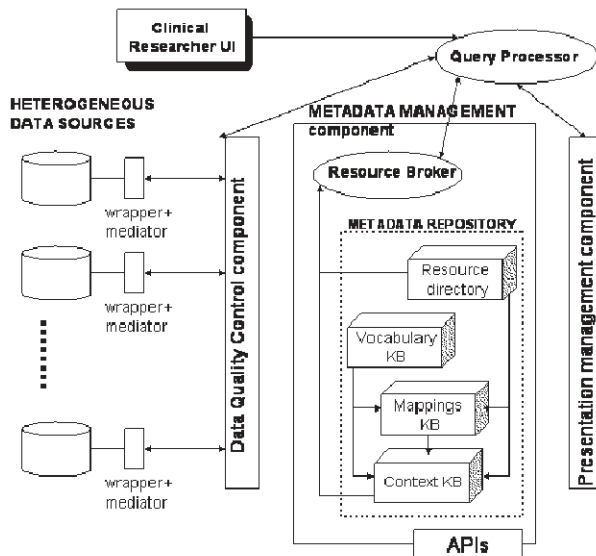 Clinical
Researcher UI
Query Processor
HETEROGENEOUS
DATA SOURCES
METADATA MANAGEMENT
component
Resource Broker
wrapper+
mediator
METADATA REPOSITORY
Resource
directory
wrapper+
mediator
Vocabulary
KB
Mappings
KB
Context KB
wrapper+
mediator
Data Quality Control component
Presentation management component
APIs